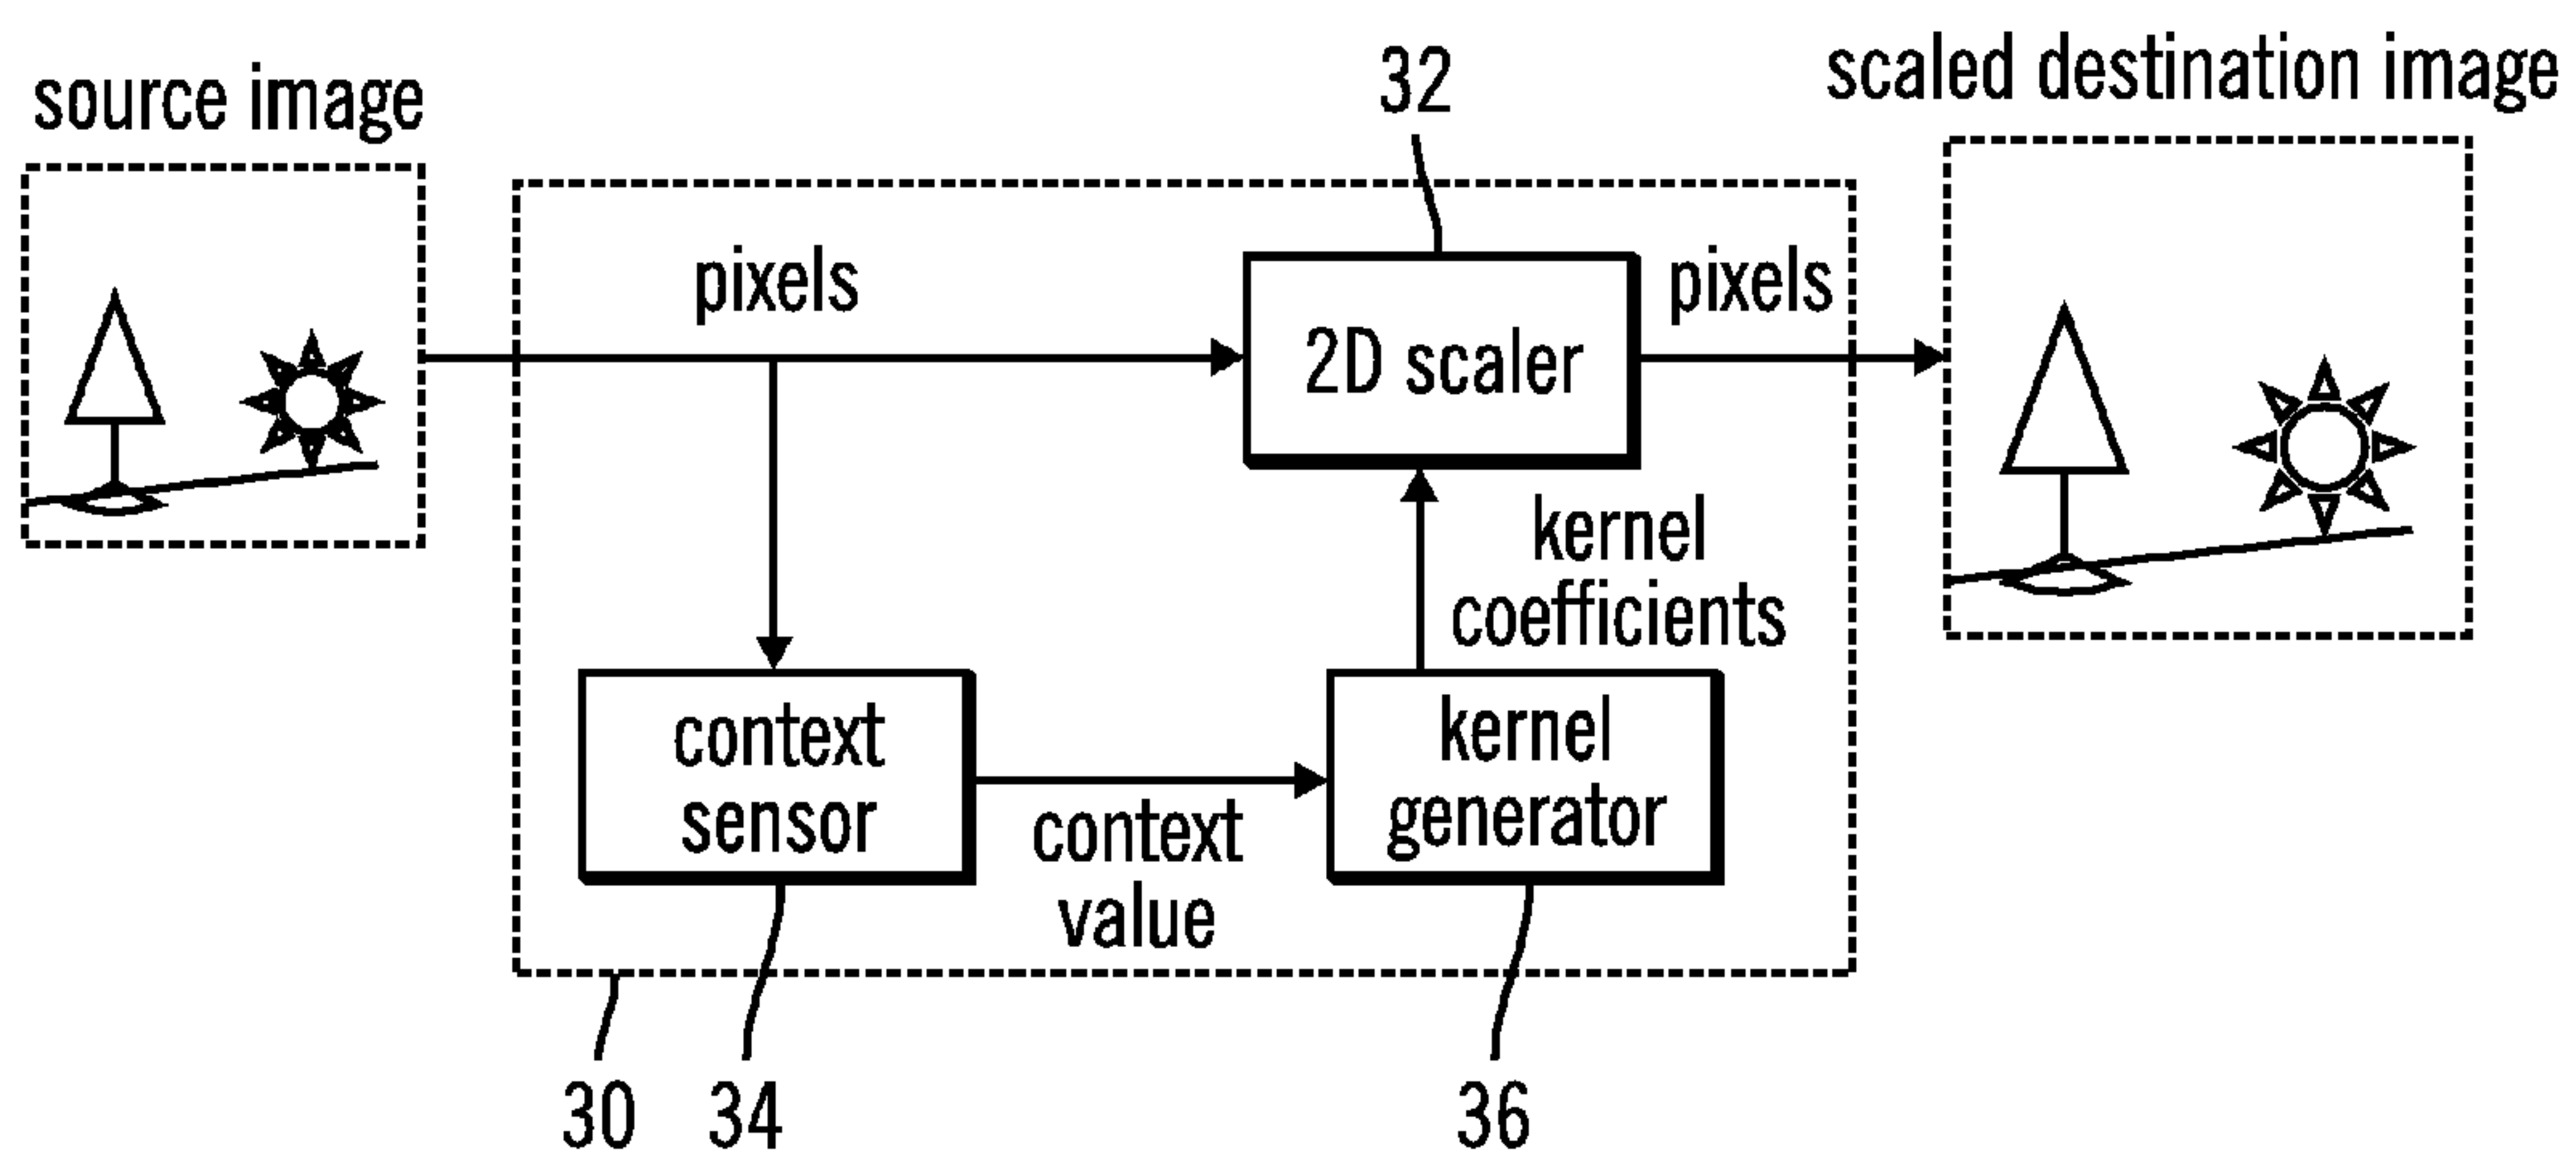 source image
32
scaled destination image
pixels
pixels
2D scaler
kernel
coefficients
context
sensor
context
value
kernel
generator
30
34
36